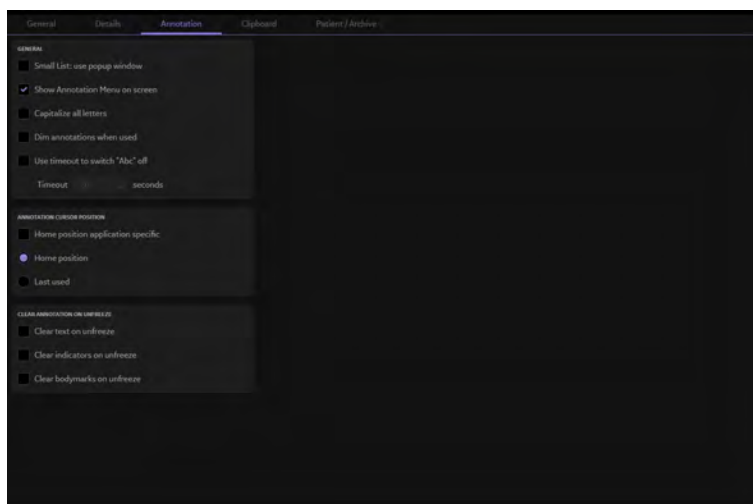 General Details Annotation Clipboard Patient / Archive
GENERAL
Small List: use popup window
Show Annotation Menu on screen
Capitalize all letters
Dim annotations when used
Use timeout to switch "Abc" off
Timeout seconds
ANNOTATION CURSOR POSITION
Home position application specific
Home position
Last used
CLEAR ANNOTATION ON UNFREEZE
Clear text on unfreeze
Clear indicators on unfreeze
Clear bodymarks on unfreeze